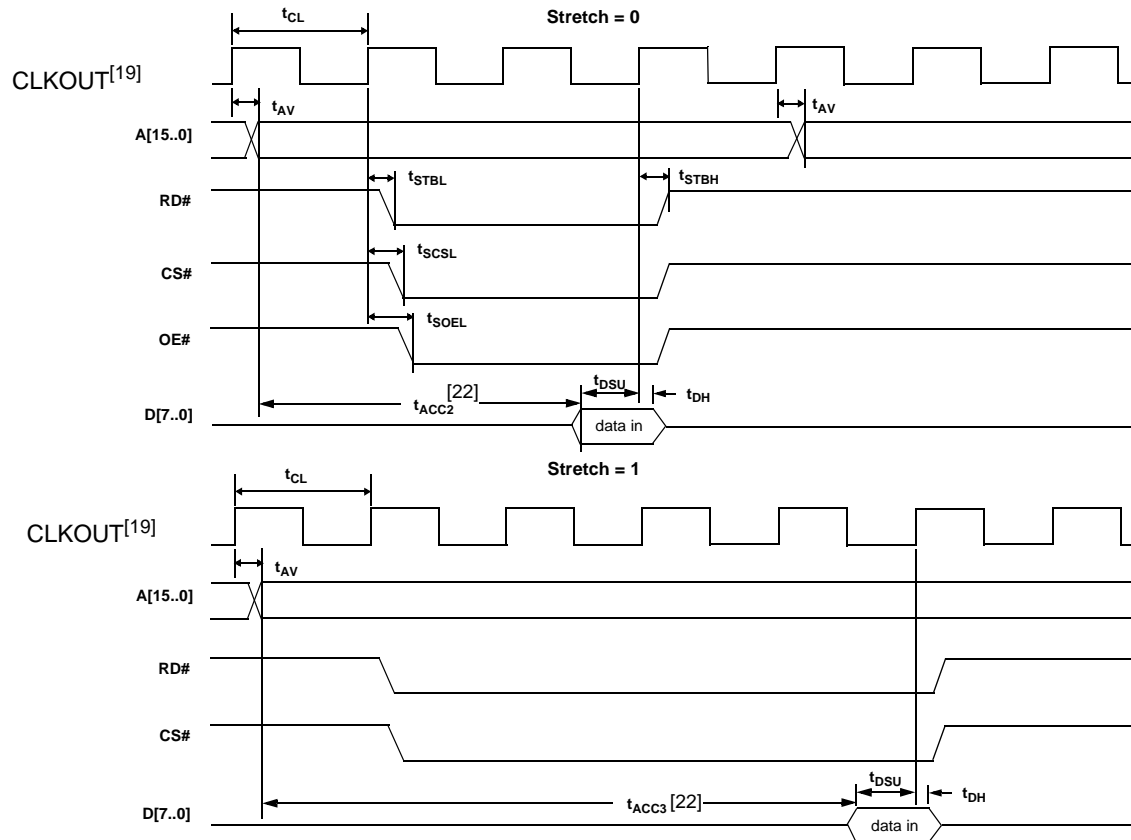 Stretch = 0
tCL
CLKOUT[19]
tAV
tAV
A[15..0]
tSTBL
tSTBH
RD#
tSCSL
CS#
tSOEL
OE#
[22]
tDSU
tACC2
tDH
D[7..0]
data in
Stretch = 1
tCL
CLKOUT[19]
tAV
A[15..0]
RD#
CS#
tDSU
tACC3 [22]
tDH
D[7..0]
data in